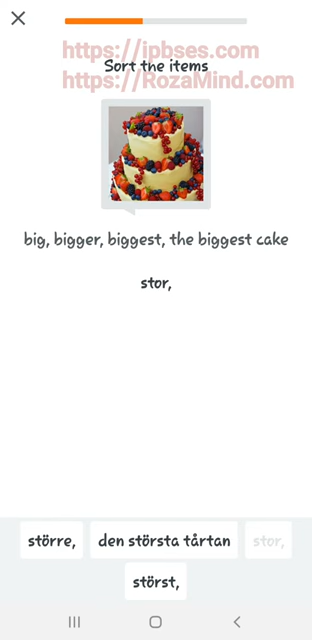 https://ipbses.com
Sort the items
https://RozaMind.com
big, bigger, biggest, the biggest cake
stor,
större,
den största tårtan
stor,
störst,